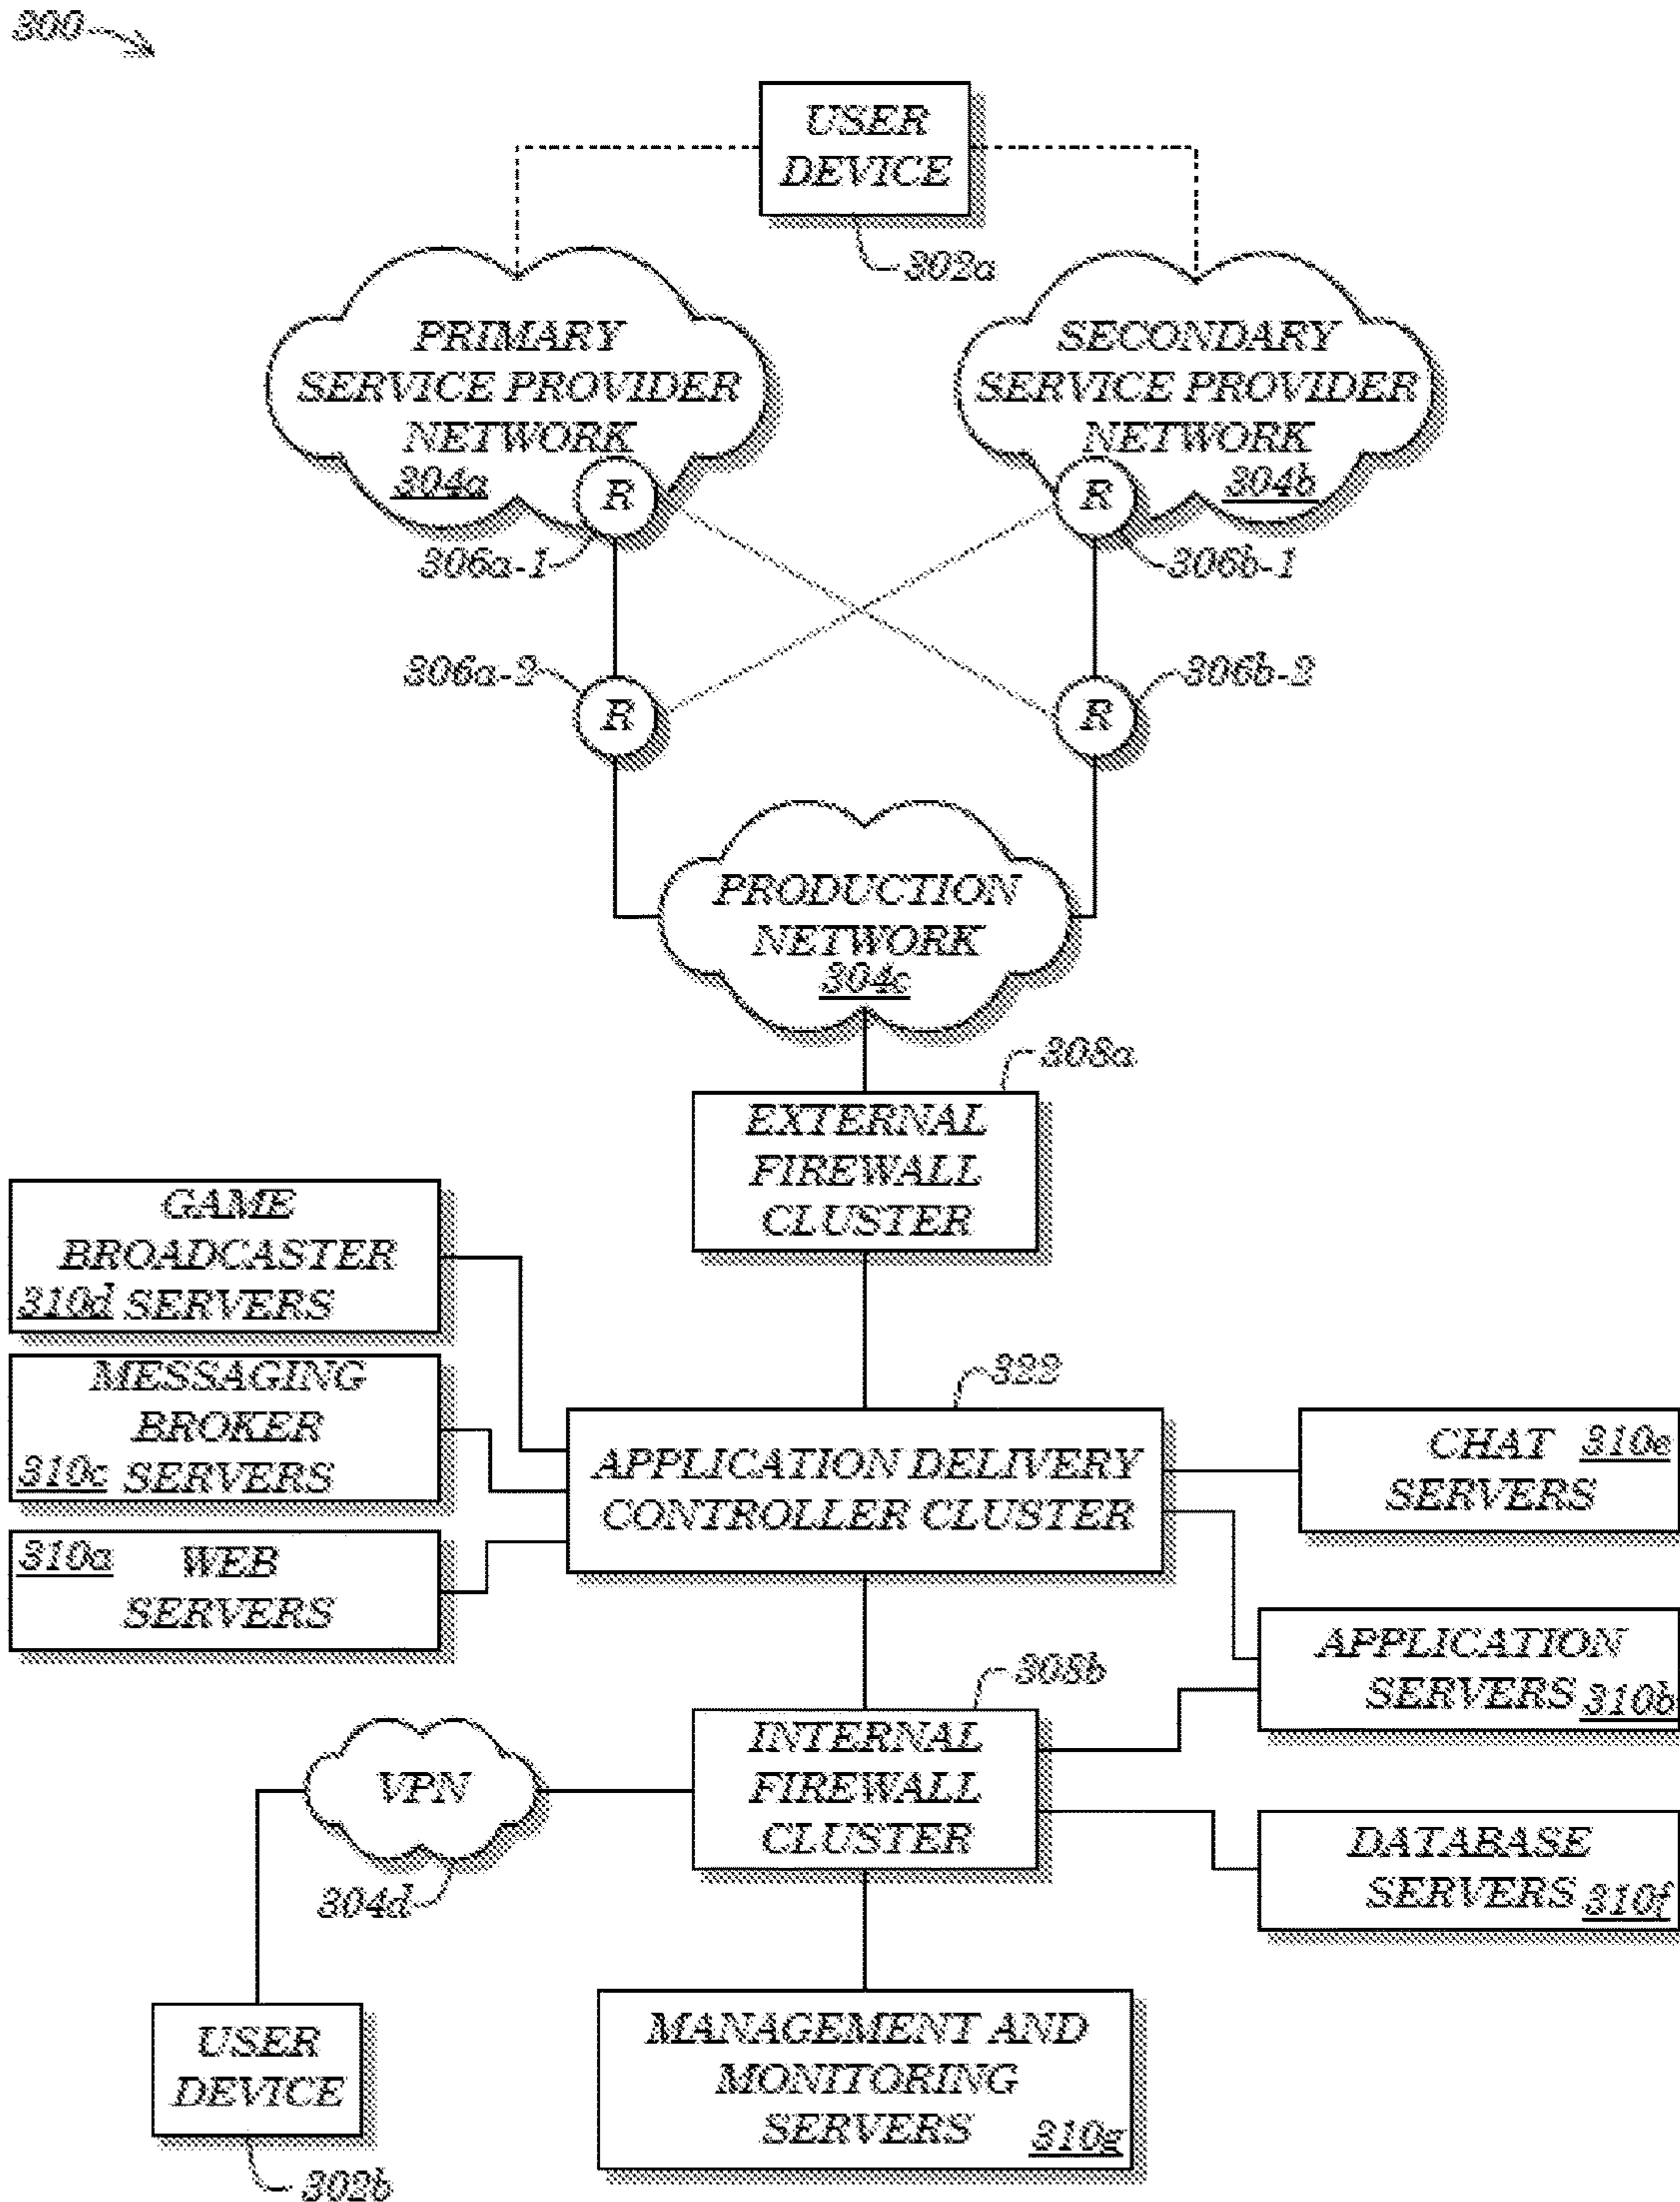 300
USER
DEVICE
302a
PRIMARY
SERVICE PROVIDER
NETWORK
304a
R
306a-1
SECONDARY
SERVICE PROVIDER
NETWORK
304b
R
306b-1
306a-2
R
R
306b-2
PRODUCTION
NETWORK
304c
308a
EXTERNAL
FIREWALL
CLUSTER
GAME
BROADCASTER
310d SERVERS
MESSAGING
BROKER
310c SERVERS
310a WEB
SERVERS
322
APPLICATION DELIVERY
CONTROLLER CLUSTER
CHAT 310e
SERVERS
APPLICATION
SERVERS 310b
308b
INTERNAL
FIREWALL
CLUSTER
VPN
304d
DATABASE
SERVERS 310f
USER
DEVICE
302b
MANAGEMENT AND
MONITORING
SERVERS 310g